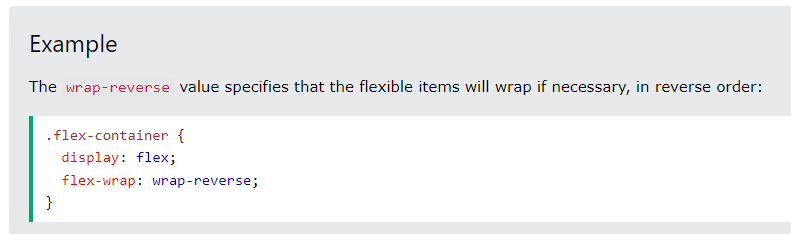 Example
The wrap-reverse value specifies that the flexible items will wrap if necessary, in reverse order:
.flex-container {
  display: flex;
  flex-wrap: wrap-reverse;
}